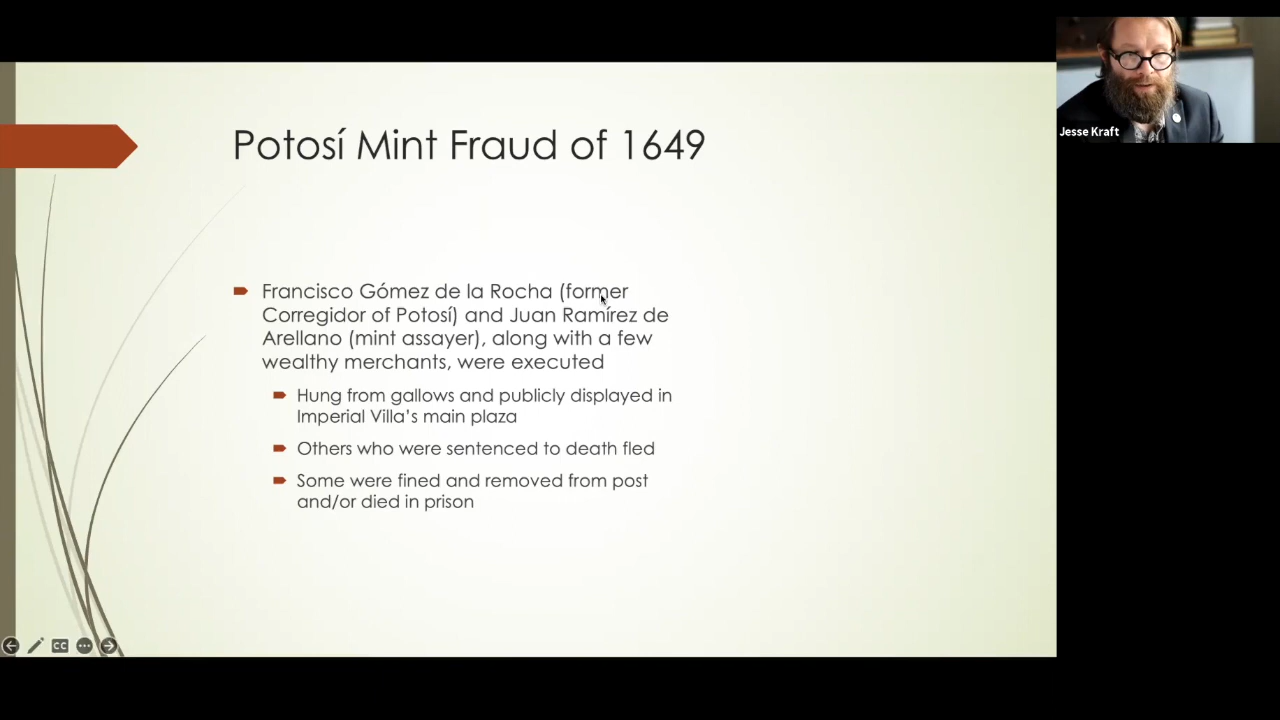 Potosí Mint Fraud of 1649
Francisco Gómez de la Rocha (former
Corregidor of Potosí) and Juan Ramírez de
Arellano (mint assayer), along with a few
wealthy merchants, were executed
Hung from gallows and publicly displayed in
Imperial Villa's main plaza
Others who were sentenced to death fled
Some were fined and removed from post
and/or died in prison
CC
Jesse Kraft